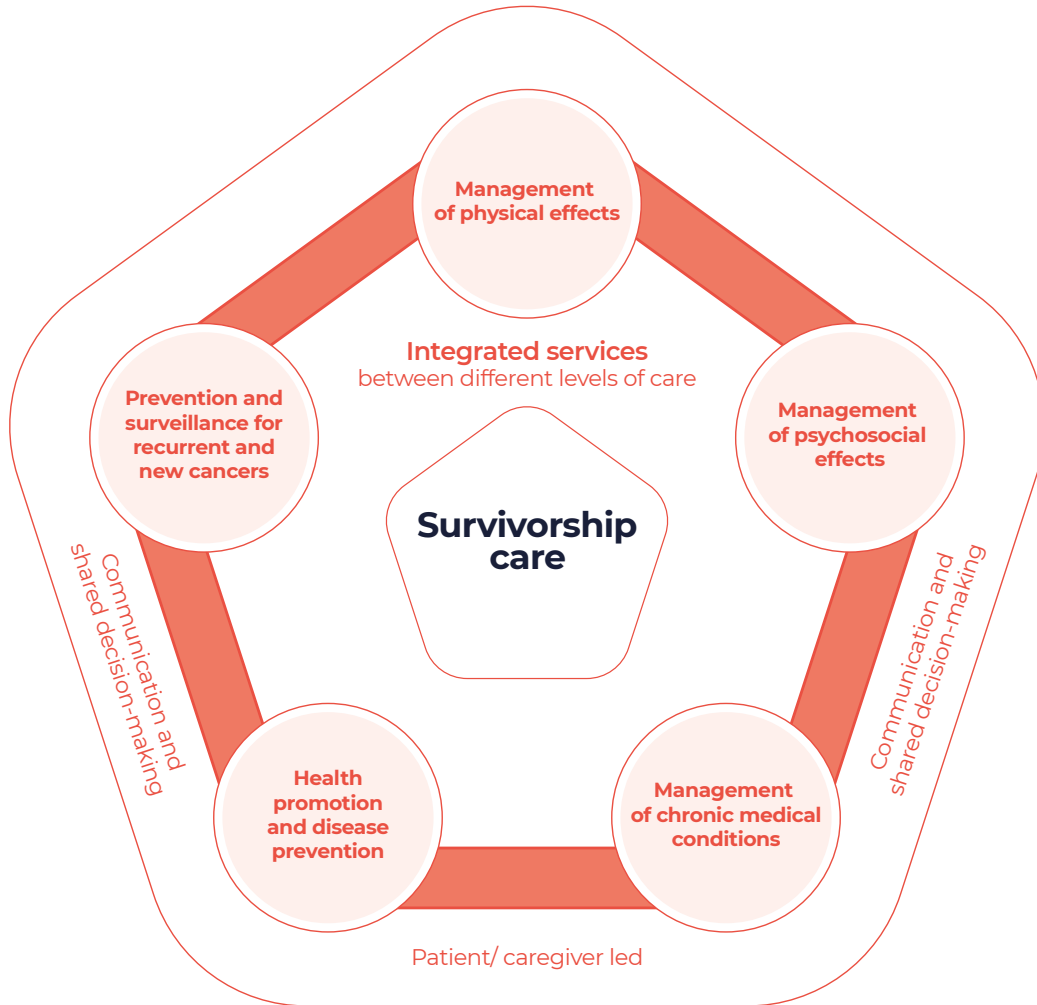 Management
of physical effects
Integrated services
between different levels of care
Prevention and
surveillance for
recurrent and
new cancers
Management
of psychosocial
effects
Survivorship
care
Communication and
shared decision-making
Communication and
shared decision-making
Health
promotion
and disease
prevention
Management
of chronic medical
conditions
Patient/ caregiver led